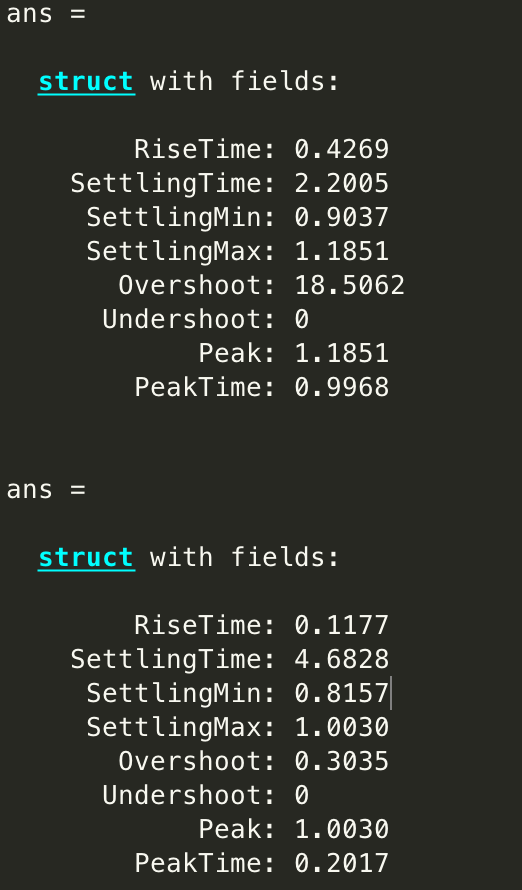 ans =
struct with fields:
RiseTime: 0.4269
SettlingTime: 2.2005
SettlingMin: 0.9037
SettlingMax: 1.1851
Overshoot: 18.5062
Undershoot: 0
Peak: 1.1851
PeakTime: 0.9968
ans =
struct with fields:
RiseTime: 0.1177
SettlingTime: 4.6828
SettlingMin: 0.8157
SettlingMax: 1.0030
Overshoot: 0.3035
Undershoot: 0
Peak: 1.0030
PeakTime: 0.2017